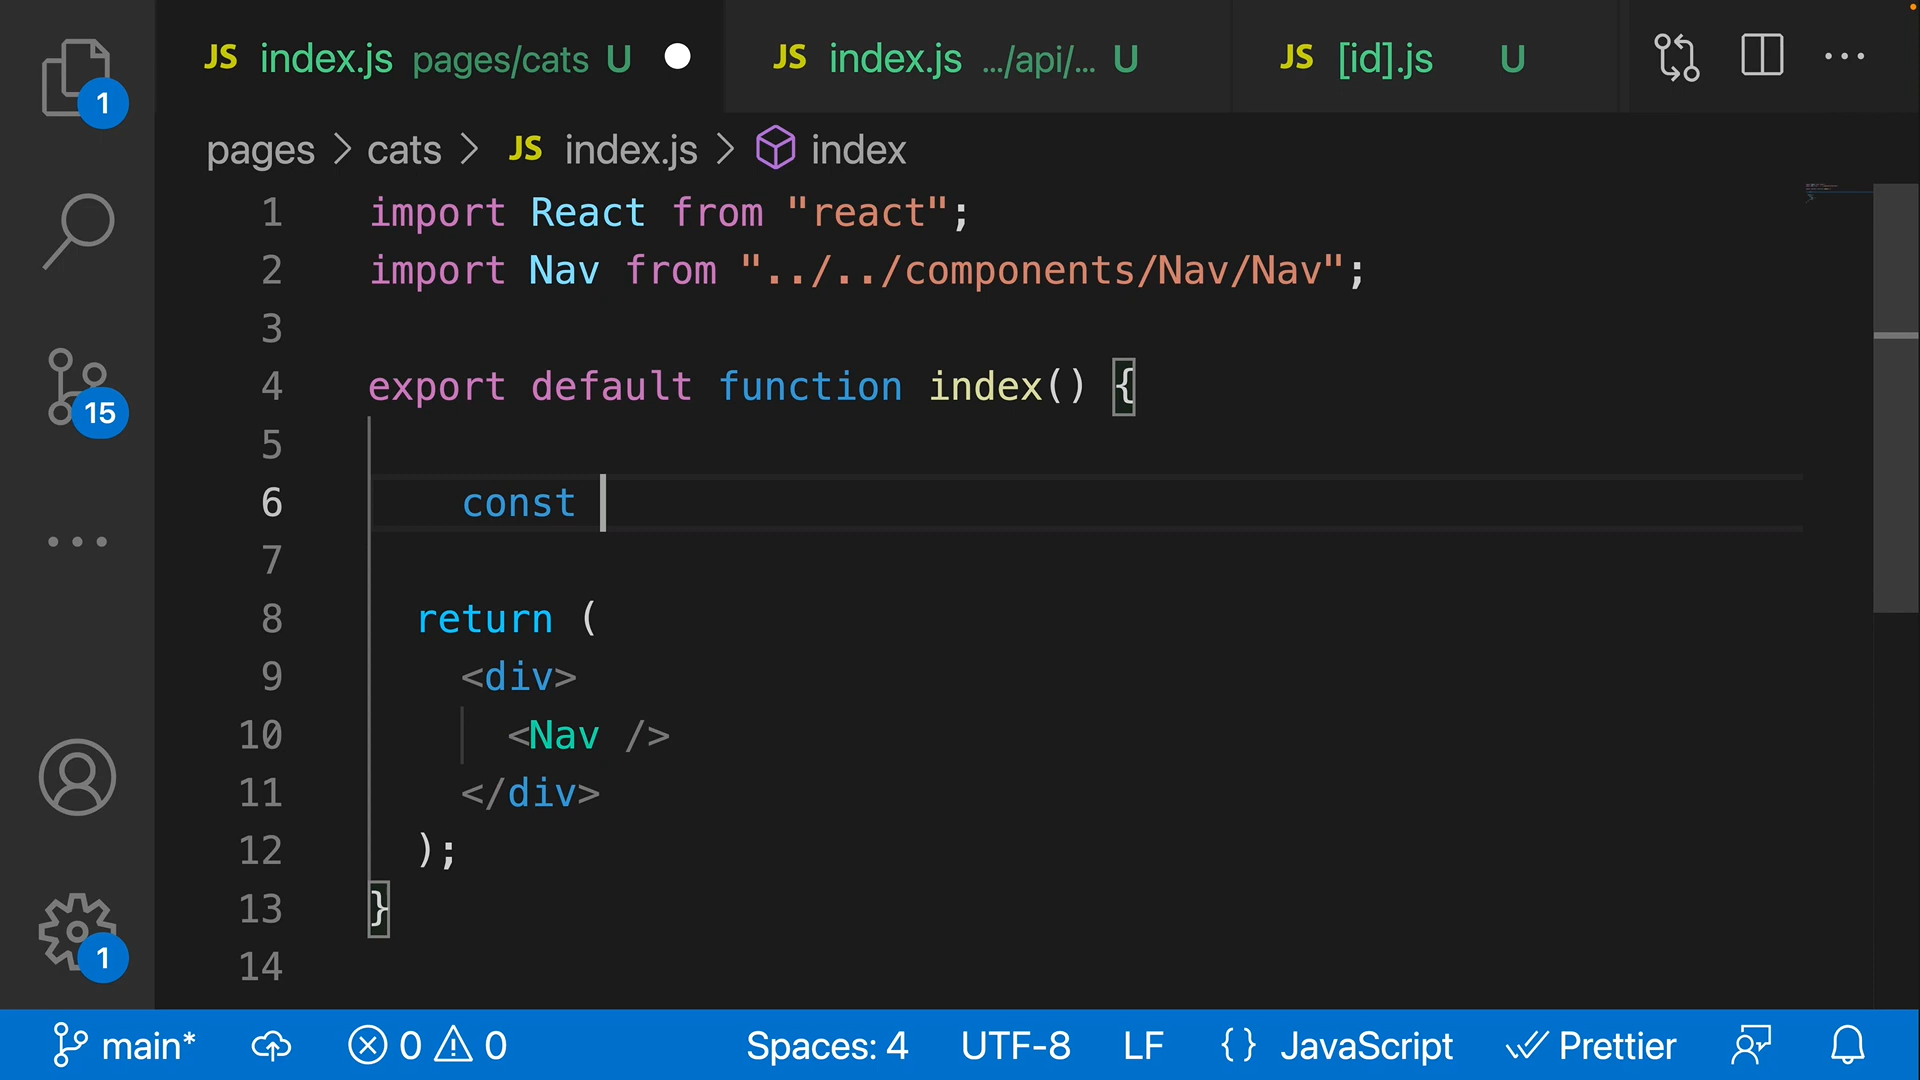 JS index.js pages/cats U
JS index.js .../api/... U
JS [id].js U
pages > cats > JS index.js > index
1 import React from "react";
2 import Nav from "../../components/Nav/Nav";
3
4 export default function index() {
5
6 const
7
8 return (
9 <div>
10 <Nav />
11 </div>
12 );
13 }
14
1
15
1
main* 0 0 Spaces: 4 UTF-8 LF {} JavaScript Prettier